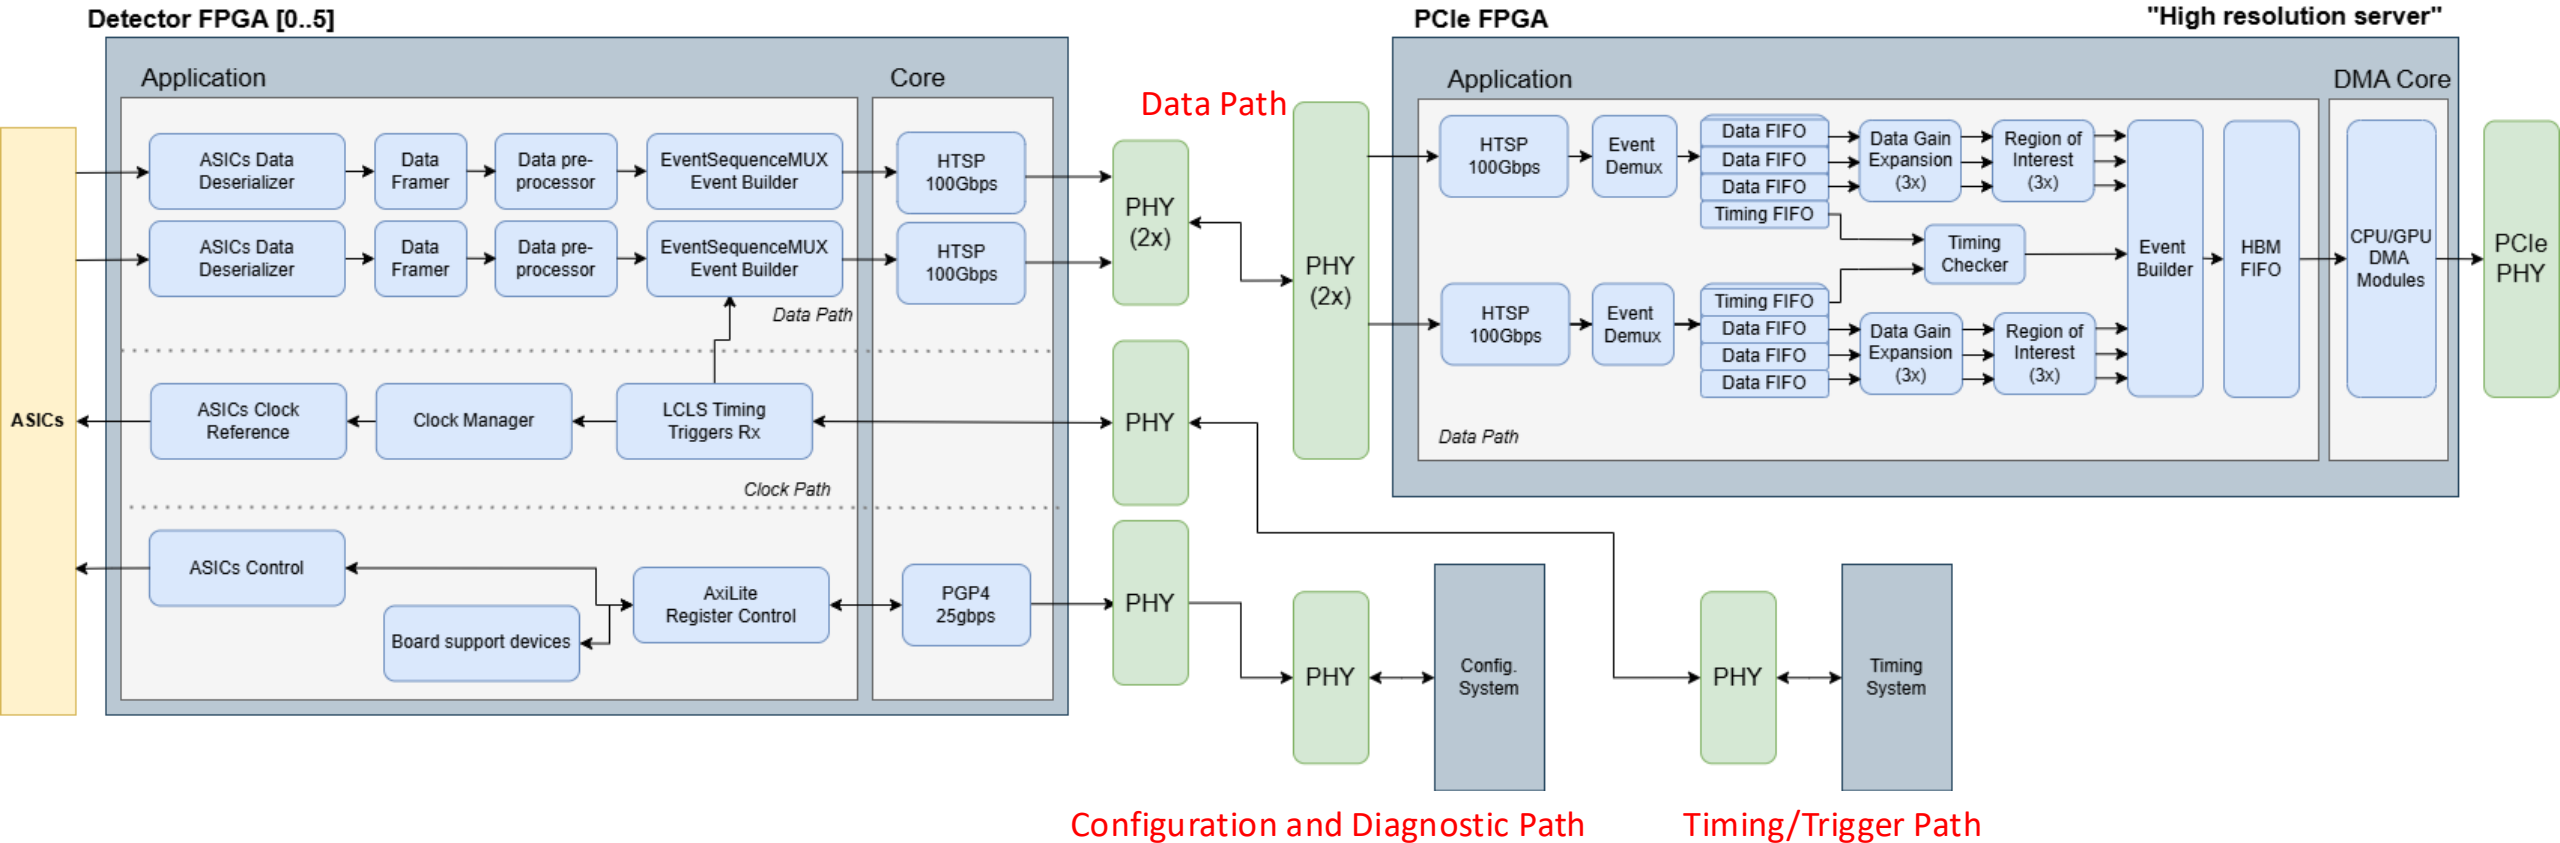 Detector FPGA [0..5]
Application
Core
ASICs
ASICs Data
Deserializer
Data
Framer
Data pre-
processor
EventSequenceMUX
Event Builder
HTSP
100Gbps
ASICs Data
Deserializer
Data
Framer
Data pre-
processor
EventSequenceMUX
Event Builder
HTSP
100Gbps
Data Path
ASICs Clock
Reference
Clock Manager
LCLS Timing
Triggers Rx
Clock Path
ASICs Control
Board support devices
AxiLite
Register Control
PGP4
25gbps
PHY
(2x)
PHY
PHY
Data Path
PHY
(2x)
PCIe FPGA
"High resolution server"
Application
DMA Core
HTSP
100Gbps
Event
Demux
Data FIFO
Data FIFO
Data FIFO
Timing FIFO
Data Gain
Expansion
(3x)
Region of
Interest
(3x)
Timing
Checker
HTSP
100Gbps
Event
Demux
Timing FIFO
Data FIFO
Data FIFO
Data FIFO
Data Gain
Expansion
(3x)
Region of
Interest
(3x)
Event
Builder
HBM
FIFO
CPU/GPU
DMA
Modules
PCIe
PHY
Data Path
PHY
Config.
System
PHY
Timing
System
Configuration and Diagnostic Path
Timing/Trigger Path